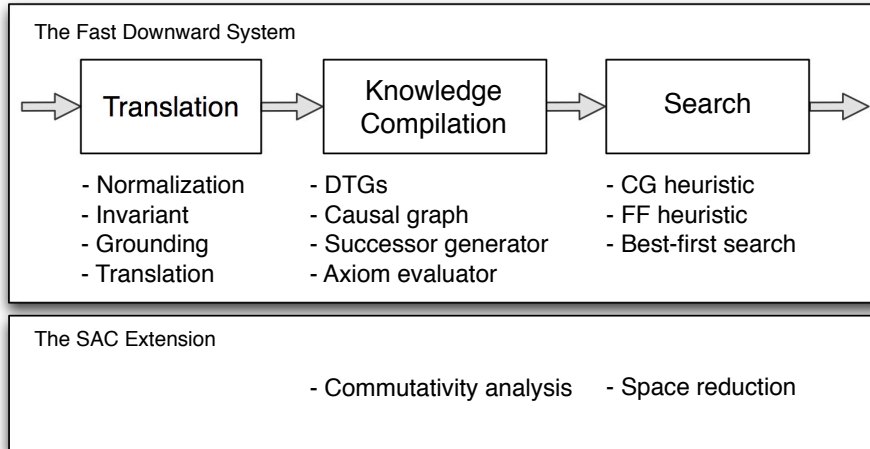 The Fast Downward System
Translation
Knowledge
Compilation
Search
- Normalization
- Invariant
- Grounding
- Translation
- DTGs
- Causal graph
- Successor generator
- Axiom evaluator
- CG heuristic
- FF heuristic
- Best-first search
The SAC Extension
- Commutativity analysis
- Space reduction